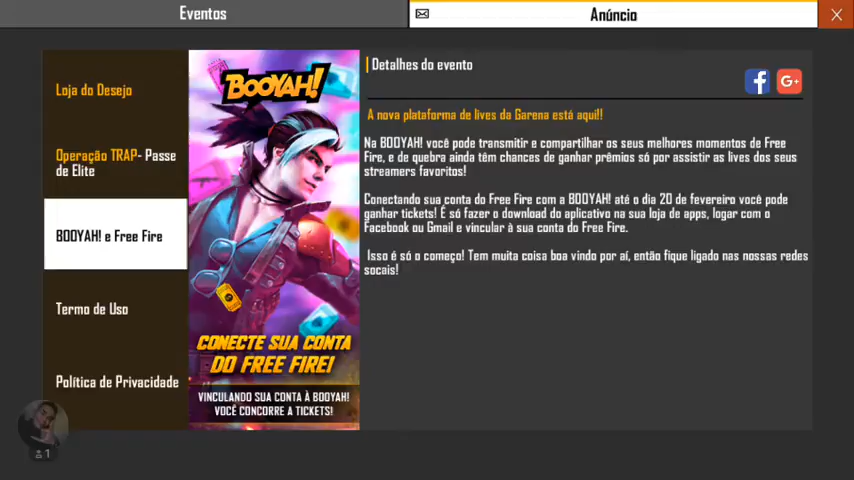 Eventos
Anúncio
Loja do Desejo
Operação TRAP- Passe
de Elite
BOOYAH! e Free Fire
Termo de Uso
Política de Privacidade
1
BOOYAH!
CONECTE SUA CONTA
DO FREE FIRE!
VINCULANDO SUA CONTA À BOOYAH!
VOCÊ CONCORRE A TICKETS!
Detalhes do evento
f
G+
A nova plataforma de lives da Garena está aqui!!
Na BOOYAH! você pode transmitir e compartilhar os seus melhores momentos de Free
Fire, e de quebra ainda têm chances de ganhar prêmios só por assistir as lives dos seus
streamers favoritos!
Conectando sua conta do Free Fire com a BOOYAH! até o dia 20 de fevereiro você pode
ganhar tickets! É só fazer o download do aplicativo na sua loja de apps, logar com o
Facebook ou Gmail e vincular à sua conta do Free Fire.
Isso é só o começo! Tem muita coisa boa vindo por aí, então fique ligado nas nossas redes
socais!